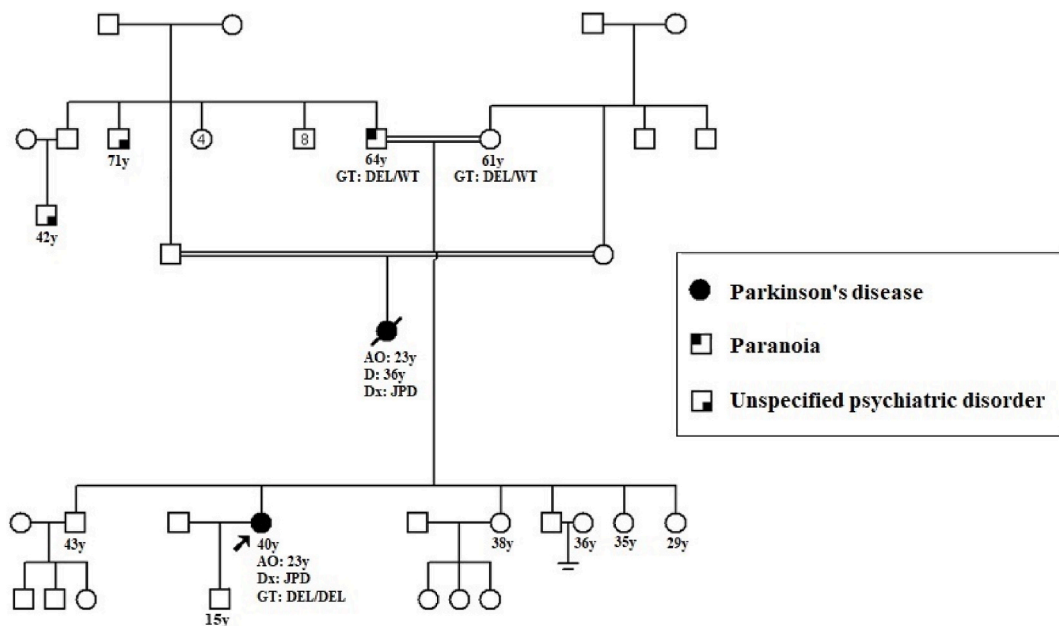 4
8
71y
64y
GT: DEL/WT
61y
GT: DEL/WT
42y
AO: 23y
D: 36y
Dx: JPD
Parkinson's disease
Paranoia
Unspecified psychiatric disorder
43y
40y
AO: 23y
Dx: JPD
GT: DEL/DEL
38y
36y
35y
29y
15y